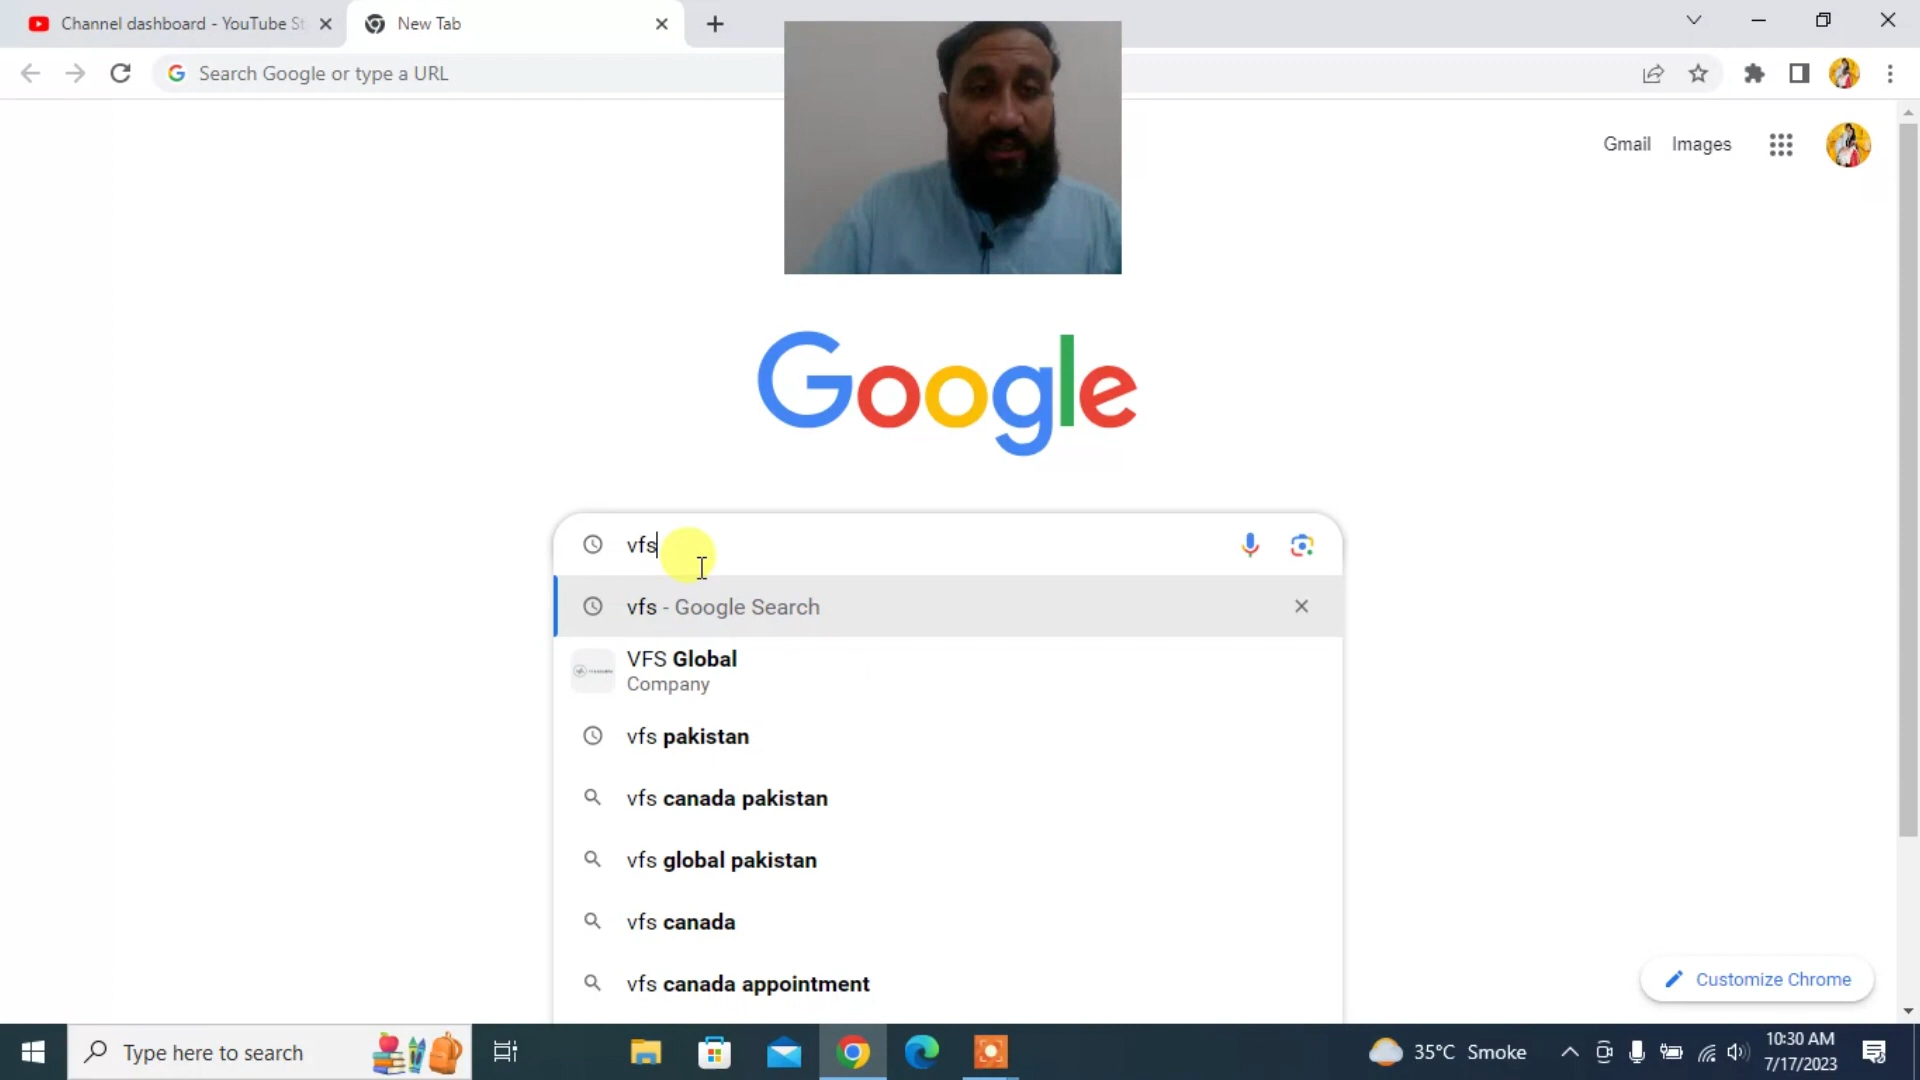 Channel dashboard - YouTube St
New Tab
Search Google or type a URL
Gmail Images
Google
vfs
vfs - Google Search
VFS Global
Company
vfs pakistan
vfs canada pakistan
vfs global pakistan
vfs canada
vfs canada appointment
Customize Chrome
Type here to search
35°C Smoke
10:30 AM
7/17/2023